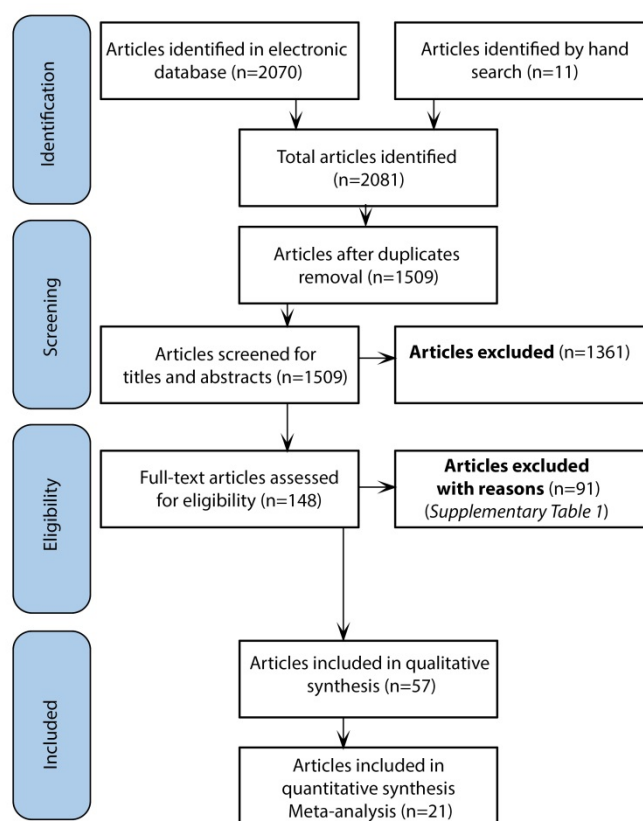 Identification
Articles identified in electronic
database (n=2070)
Articles identified by hand
search (n=11)
Total articles identified
(n=2081)
Screening
Articles after duplicates
removal (n=1509)
Articles screened for
titles and abstracts (n=1509)
Articles excluded (n=1361)
Eligibility
Full-text articles assessed
for eligibility (n=148)
Articles excluded
with reasons (n=91)
(Supplementary Table 1)
Included
Articles included in qualitative
synthesis (n=57)
Articles included in
quantitative synthesis
Meta-analysis (n=21)